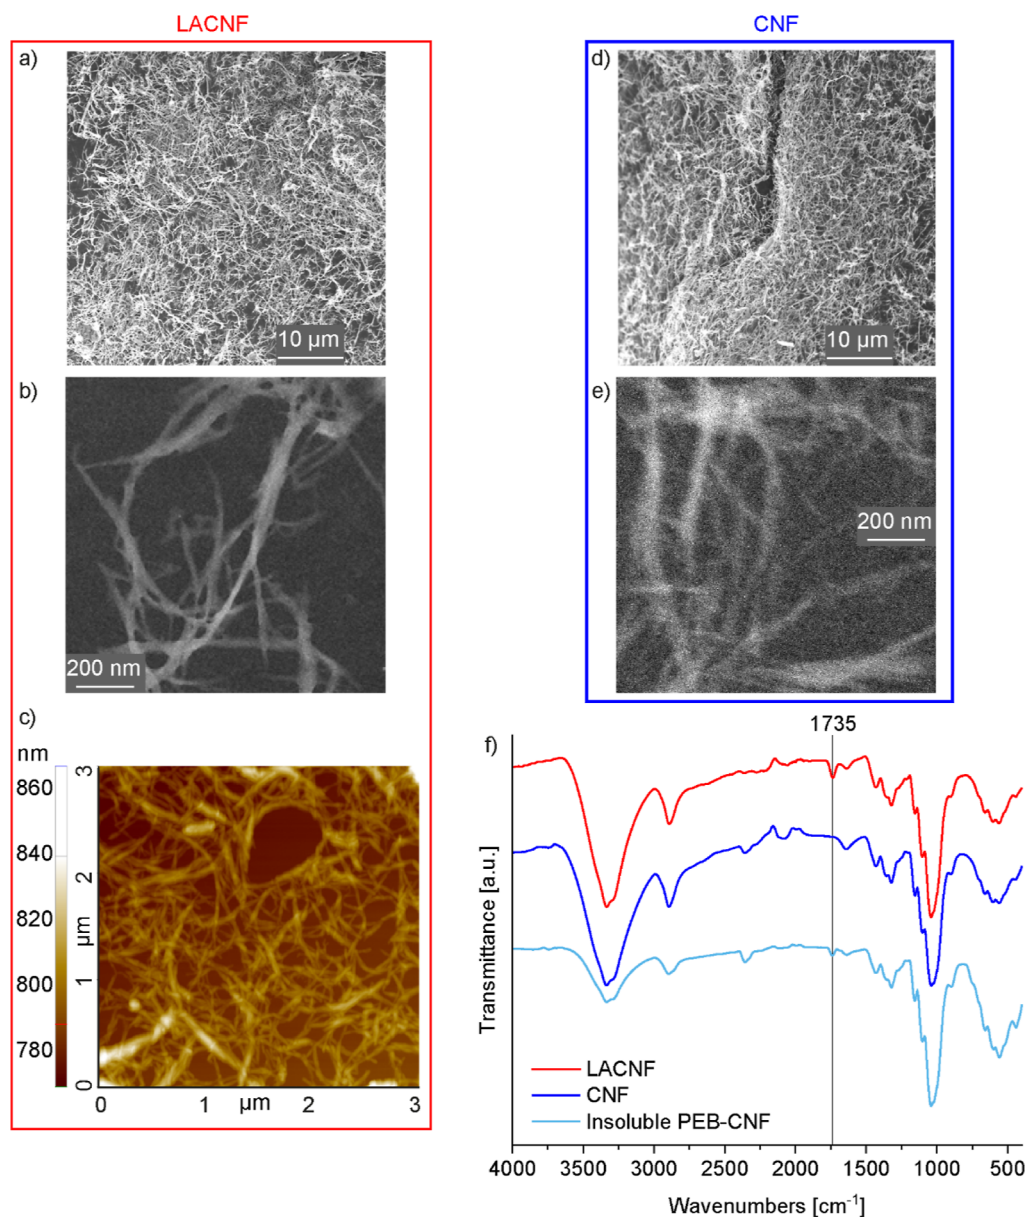 LACNF
CNF
a)
10 µm
d)
10 µm
b)
200 nm
e)
200 nm
c)
nm
860
840
820
800
780
3
2
µm
1
0
0
1
µm
2
3
f)
1735
Transmittance [a.u.]
LACNF
CNF
Insoluble PEB-CNF
4000 3500 3000 2500 2000 1500 1000 500
Wavenumbers [cm⁻¹]